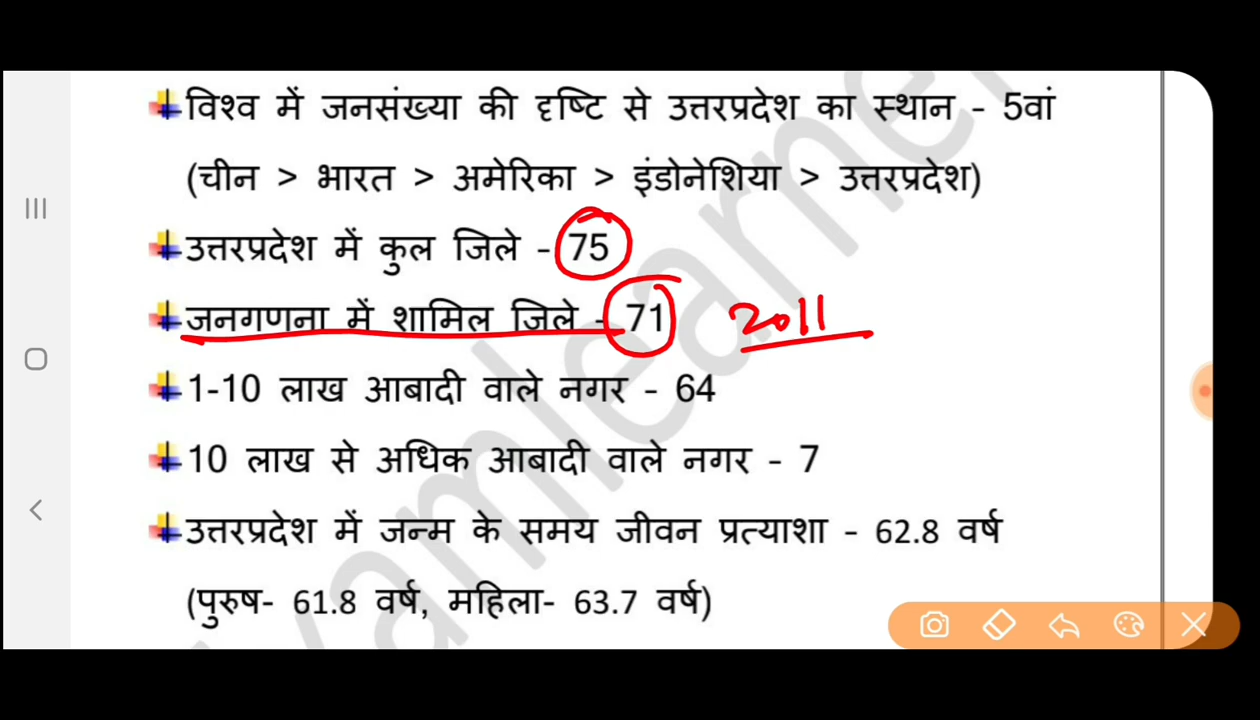 विश्व में जनसंख्या की दृष्टि से उत्तरप्रदेश का स्थान - 5वां
(चीन > भारत > अमेरिका > इंडोनेशिया > उत्तरप्रदेश)
उत्तरप्रदेश में कुल जिले - 75
जनगणना में शामिल जिले - 71 2011
1-10 लाख आबादी वाले नगर - 64
10 लाख से अधिक आबादी वाले नगर - 7
उत्तरप्रदेश में जन्म के समय जीवन प्रत्याशा - 62.8 वर्ष
(पुरुष- 61.8 वर्ष, महिला- 63.7 वर्ष)